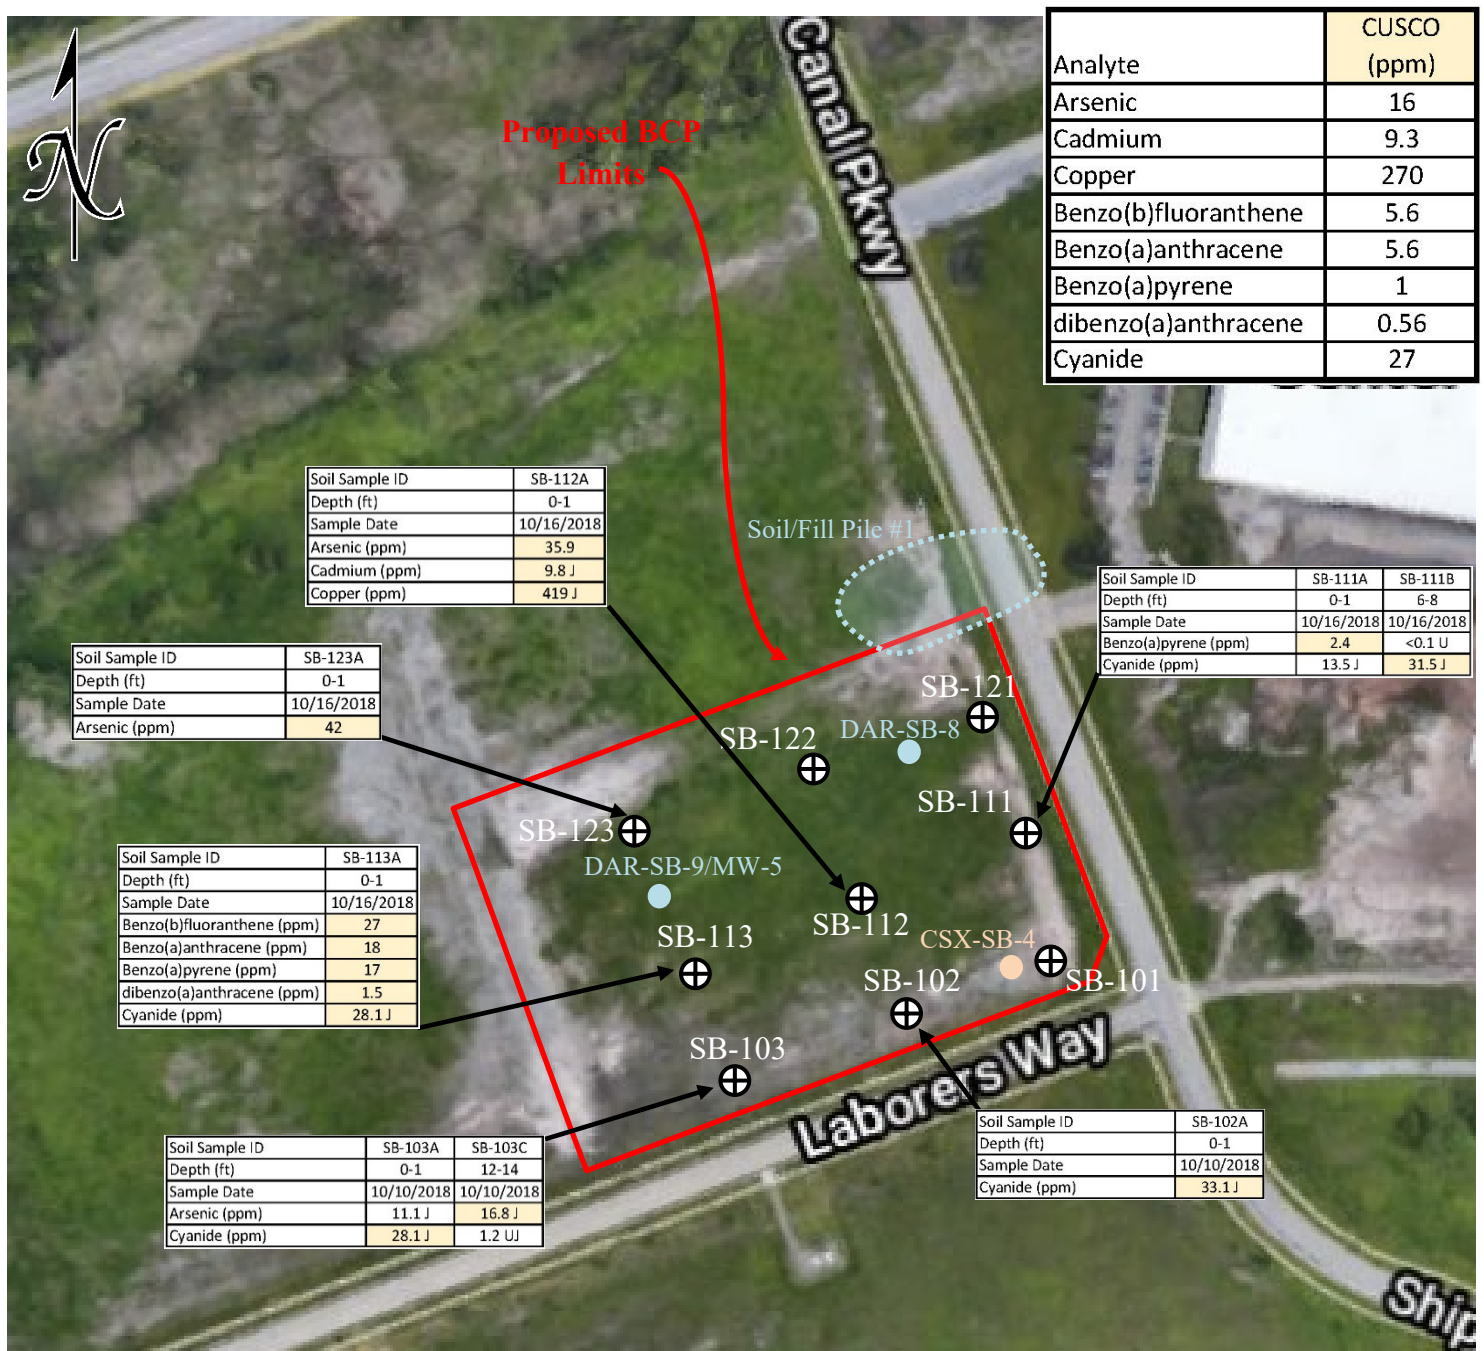 N
Canal Pkwy
Proposed BCP
Limits
Analyte CUSCO (ppm)
Arsenic 16
Cadmium 9.3
Copper 270
Benzo(b)fluoranthene 5.6
Benzo(a)anthracene 5.6
Benzo(a)pyrene 1
dibenzo(a)anthracene 0.56
Cyanide 27
Soil Sample ID SB-112A
Depth (ft) 0-1
Sample Date 10/16/2018
Arsenic (ppm) 35.9
Cadmium (ppm) 9.8 J
Copper (ppm) 419 J
Soil/Fill Pile #1
Soil Sample ID SB-111A SB-111B
Depth (ft) 0-1 6-8
Sample Date 10/16/2018 10/16/2018
Benzo(a)pyrene (ppm) 2.4 <0.1 U
Cyanide (ppm) 13.5 J 31.5 J
Soil Sample ID SB-123A
Depth (ft) 0-1
Sample Date 10/16/2018
Arsenic (ppm) 42
SB-121
SB-122
DAR-SB-8
SB-111
SB-123
DAR-SB-9/MW-5
Soil Sample ID SB-113A
Depth (ft) 0-1
Sample Date 10/16/2018
Benzo(b)fluoranthene (ppm) 27
Benzo(a)anthracene (ppm) 18
Benzo(a)pyrene (ppm) 17
dibenzo(a)anthracene (ppm) 1.5
Cyanide (ppm) 28.1 J
SB-113
SB-112
CSX-SB-4
SB-102
SB-101
SB-103
Laborers Way
Soil Sample ID SB-103A SB-103C
Depth (ft) 0-1 12-14
Sample Date 10/10/2018 10/10/2018
Arsenic (ppm) 11.1 J 16.8 J
Cyanide (ppm) 28.1 J 1.2 UJ
Soil Sample ID SB-102A
Depth (ft) 0-1
Sample Date 10/10/2018
Cyanide (ppm) 33.1 J
Ship